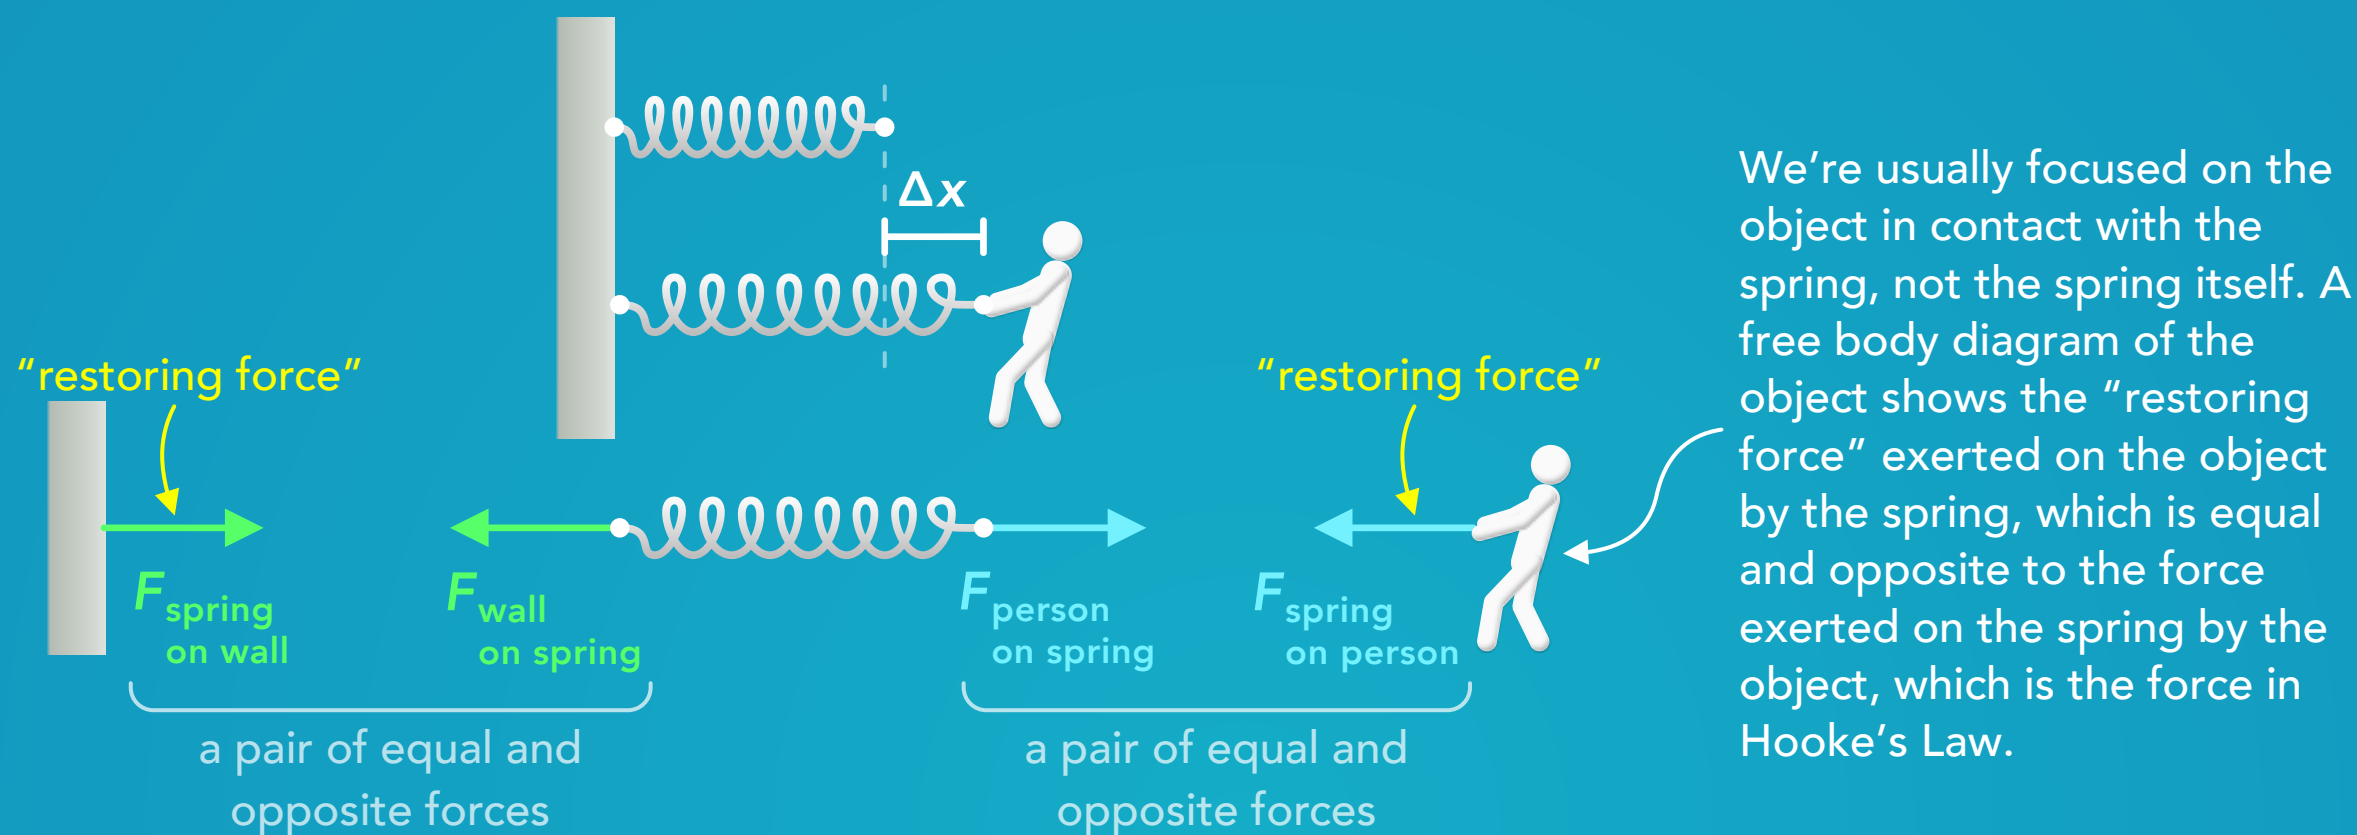 Δx
“restoring force”
“restoring force”
F spring
on wall
F wall
on spring
F person
on spring
F spring
on person
a pair of equal and
opposite forces
a pair of equal and
opposite forces
We’re usually focused on the
object in contact with the
spring, not the spring itself. A
free body diagram of the
object shows the “restoring
force” exerted on the object
by the spring, which is equal
and opposite to the force
exerted on the spring by the
object, which is the force in
Hooke’s Law.